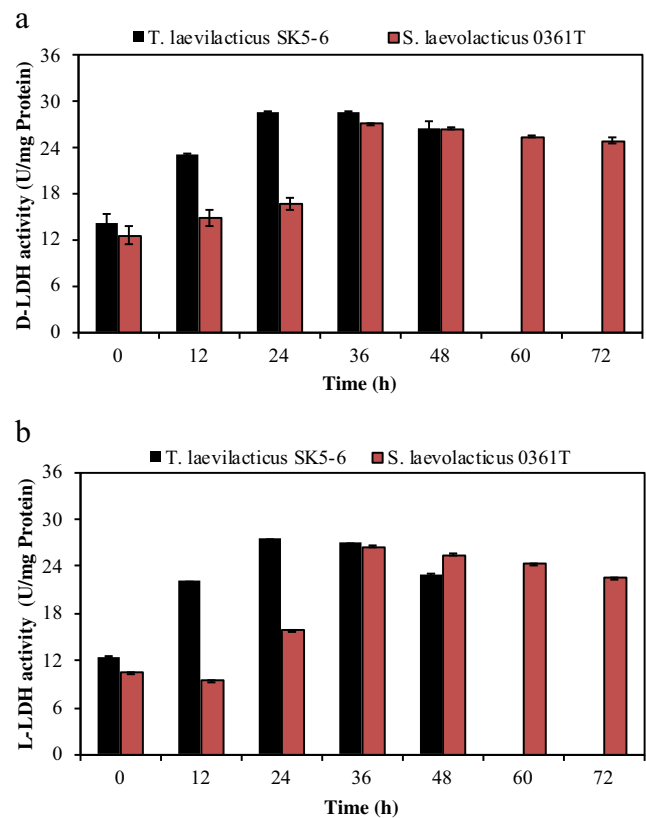 a
T. laevilacticus SK5-6 S. laevolacticus 0361T
36
30
24
18
12
6
0
D-LDH activity (U/mg Protein)
0 12 24 36 48 60 72
Time (h)
b
T. laevilacticus SK5-6 S. laevolacticus 0361T
36
30
24
18
12
6
0
L-LDH activity (U/mg Protein)
0 12 24 36 48 60 72
Time (h)